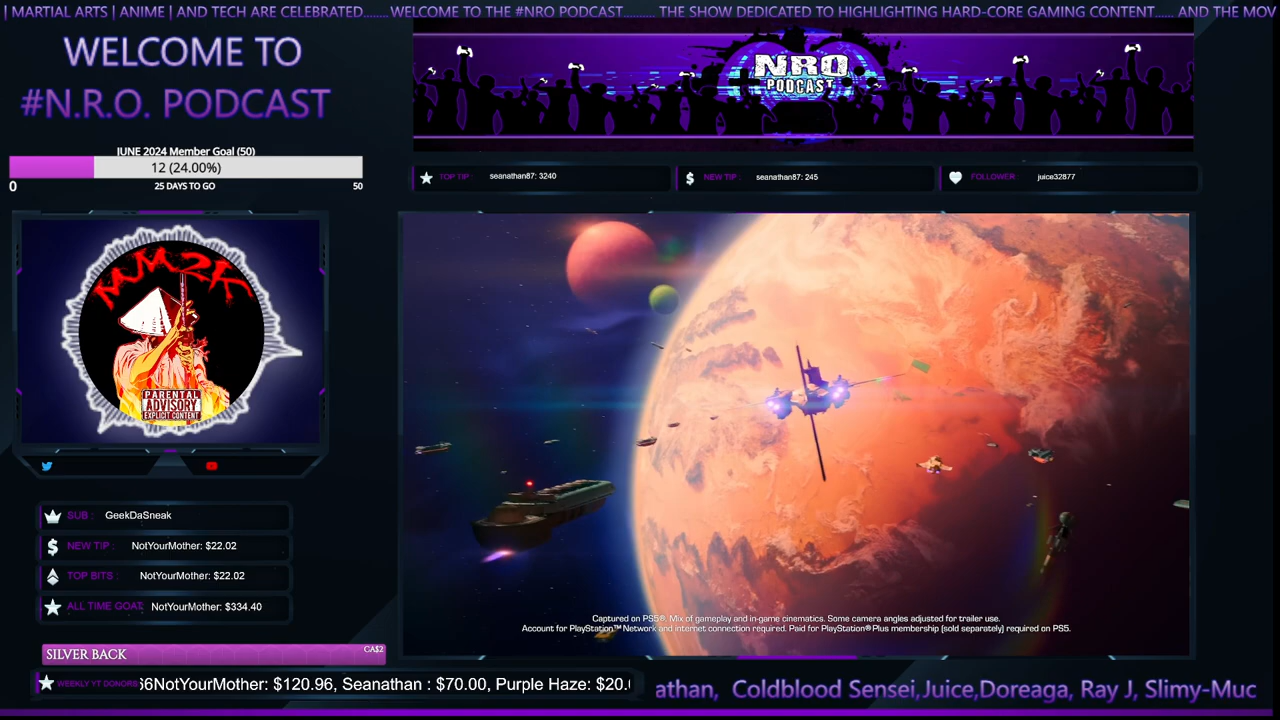 | MARTIAL ARTS | ANIME | AND TECH ARE CELEBRATED....... WELCOME TO THE #NRO PODCAST......... THE SHOW DEDICATED TO HIGHLIGHTING HARD-CORE GAMING CONTENT..... AND THE MOV
WELCOME TO
#N.R.O. PODCAST
NRO
PODCAST
JUNE 2024 Member Goal (50)
12 (24.00%)
0 25 DAYS TO GO 50
TOP TIP : seanathan87: 3240
NEW TIP : seanathan87: 245
FOLLOWER : juice32877
MM2K
PARENTAL
ADVISORY
EXPLICIT CONTENT
SUB : GeekDaSneak
NEW TIP : NotYourMother: $22.02
TOP BITS : NotYourMother: $22.02
ALL TIME GOAT: NotYourMother: $334.40
Captured on PS5®. Mix of gameplay and in-game cinematics. Some camera angles adjusted for trailer use.
Account for PlayStation™Network and internet connection required. Paid for PlayStation®Plus membership (sold separately) required on PS5.
SILVER BACK CA$2
WEEKLY YT DONORS: 36NotYourMother: $120.96, Seanathan : $70.00, Purple Haze: $20.
athan, Coldblood Sensei,Juice,Doreaga, Ray J, Slimy-Muc